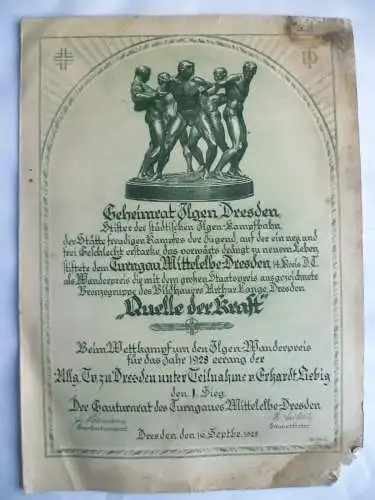 Geheimrat Ilgen, Dresden,
Stifter der städtischen Ilgen-Kampfbahn,
der Stätte freudigen Kampfes der Jugend, auf der ein neu und
frei Geschlecht erstarke das vorwärts drängt zu neuem Leben,
stiftete dem Turngau Mittelelbe-Dresden, 14. Kreis D.T.
als Wanderpreis die mit dem großen Staatspreis ausgezeichnete
Bronzegruppe des Bildhauers Arthur Lange, Dresden
„Quelle der Kraft“
Beim Wettkampf um den Ilgen-Wanderpreis
für das Jahr 1928 errang der
Allg. Tv. zu Dresden unter Teilnahme v. Erhardt Liebig
den 1. Sieg.
Der Gauturnrat des Turngaues Mittelelbe-Dresden.
Dresden, im Septbr. 1928